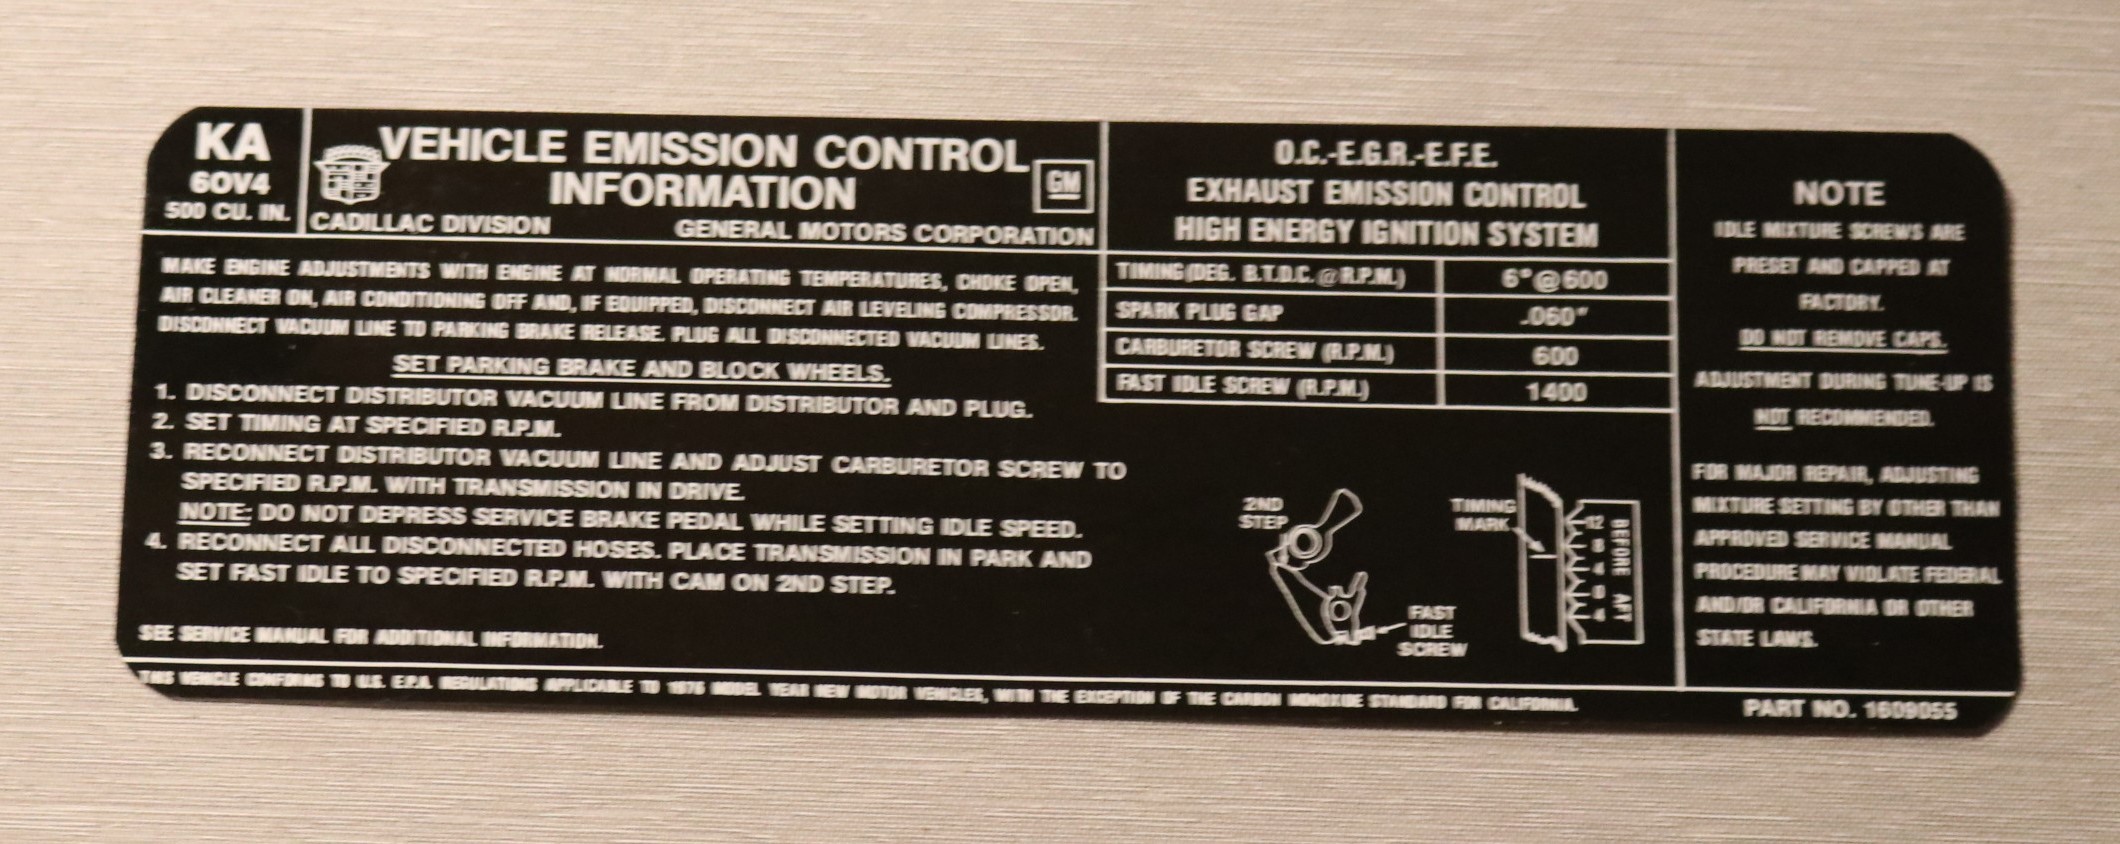 KA
60V4
500 CU. IN.
VEHICLE EMISSION CONTROL
INFORMATION
GM
CADILLAC DIVISION
GENERAL MOTORS CORPORATION
MAKE ENGINE ADJUSTMENTS WITH ENGINE AT NORMAL OPERATING TEMPERATURES, CHOKE OPEN,
AIR CLEANER ON, AIR CONDITIONING OFF AND, IF EQUIPPED, DISCONNECT AIR LEVELING COMPRESSOR.
DISCONNECT VACUUM LINE TO PARKING BRAKE RELEASE. PLUG ALL DISCONNECTED VACUUM LINES.
SET PARKING BRAKE AND BLOCK WHEELS.
1. DISCONNECT DISTRIBUTOR VACUUM LINE FROM DISTRIBUTOR AND PLUG.
2. SET TIMING AT SPECIFIED R.P.M.
3. RECONNECT DISTRIBUTOR VACUUM LINE AND ADJUST CARBURETOR SCREW TO
SPECIFIED R.P.M. WITH TRANSMISSION IN DRIVE.
NOTE: DO NOT DEPRESS SERVICE BRAKE PEDAL WHILE SETTING IDLE SPEED.
4. RECONNECT ALL DISCONNECTED HOSES. PLACE TRANSMISSION IN PARK AND
SET FAST IDLE TO SPECIFIED R.P.M. WITH CAM ON 2ND STEP.
SEE SERVICE MANUAL FOR ADDITIONAL INFORMATION.
O.C.-E.G.R.-E.F.E.
EXHAUST EMISSION CONTROL
HIGH ENERGY IGNITION SYSTEM
TIMING (DEG. B.T.D.C. @ R.P.M.) 6°@600
SPARK PLUG GAP .060"
CARBURETOR SCREW (R.P.M.) 600
FAST IDLE SCREW (R.P.M.) 1400
2ND
STEP
FAST
IDLE
SCREW
TIMING
MARK
12
8
4
0
4
BEFORE AFT
NOTE
IDLE MIXTURE SCREWS ARE
PRESET AND CAPPED AT
FACTORY.
DO NOT REMOVE CAPS.
ADJUSTMENT DURING TUNE-UP IS
NOT RECOMMENDED.
FOR MAJOR REPAIR, ADJUSTING
MIXTURE SETTING BY OTHER THAN
APPROVED SERVICE MANUAL
PROCEDURE MAY VIOLATE FEDERAL
AND/OR CALIFORNIA OR OTHER
STATE LAWS.
THIS VEHICLE CONFORMS TO U.S. E.P.A. REGULATIONS APPLICABLE TO 1976 MODEL YEAR NEW MOTOR VEHICLES, WITH THE EXCEPTION OF THE CARBON MONOXIDE STANDARD FOR CALIFORNIA.
PART NO. 1609055